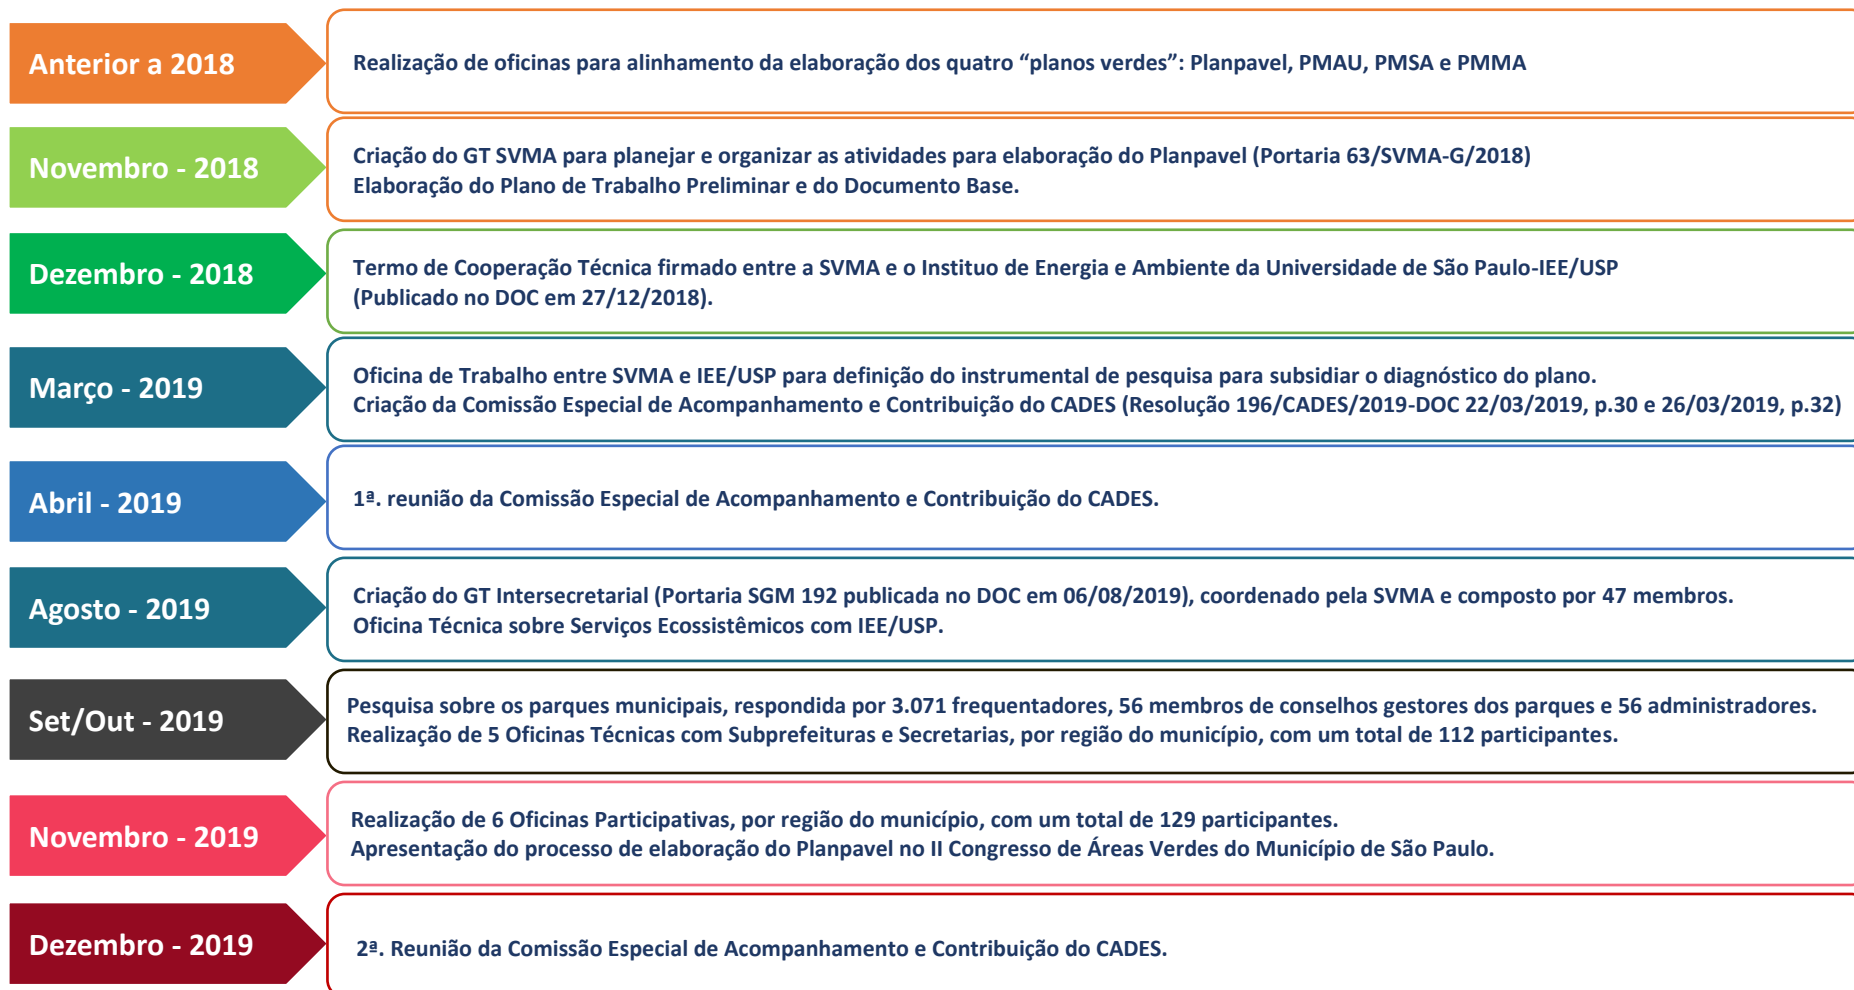 Anterior a 2018
Realização de oficinas para alinhamento da elaboração dos quatro “planos verdes”: Planpavel, PMAU, PMSA e PMMA
Novembro - 2018
Criação do GT SVMA para planejar e organizar as atividades para elaboração do Planpavel (Portaria 63/SVMA-G/2018)
Elaboração do Plano de Trabalho Preliminar e do Documento Base.
Dezembro - 2018
Termo de Cooperação Técnica firmado entre a SVMA e o Instituo de Energia e Ambiente da Universidade de São Paulo-IEE/USP
(Publicado no DOC em 27/12/2018).
Março - 2019
Oficina de Trabalho entre SVMA e IEE/USP para definição do instrumental de pesquisa para subsidiar o diagnóstico do plano.
Criação da Comissão Especial de Acompanhamento e Contribuição do CADES (Resolução 196/CADES/2019-DOC 22/03/2019, p.30 e 26/03/2019, p.32)
Abril - 2019
1ª. reunião da Comissão Especial de Acompanhamento e Contribuição do CADES.
Agosto - 2019
Criação do GT Intersecretarial (Portaria SGM 192 publicada no DOC em 06/08/2019), coordenado pela SVMA e composto por 47 membros.
Oficina Técnica sobre Serviços Ecossistêmicos com IEE/USP.
Set/Out - 2019
Pesquisa sobre os parques municipais, respondida por 3.071 frequentadores, 56 membros de conselhos gestores dos parques e 56 administradores.
Realização de 5 Oficinas Técnicas com Subprefeituras e Secretarias, por região do município, com um total de 112 participantes.
Novembro - 2019
Realização de 6 Oficinas Participativas, por região do município, com um total de 129 participantes.
Apresentação do processo de elaboração do Planpavel no II Congresso de Áreas Verdes do Município de São Paulo.
Dezembro - 2019
2ª. Reunião da Comissão Especial de Acompanhamento e Contribuição do CADES.